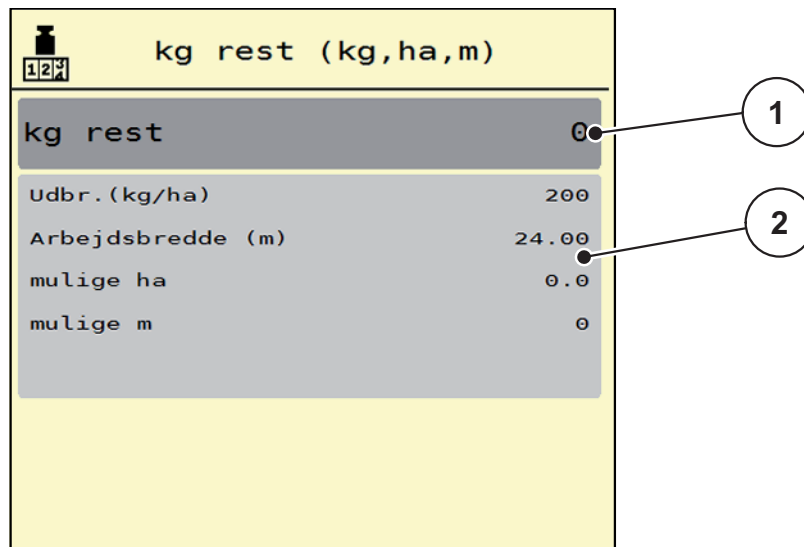 123
kg rest (kg,ha,m)
kg rest 0
1
Udbr.(kg/ha) 200
Arbejdsbredde (m) 24.00
2
mulige ha 0.0
mulige m 0